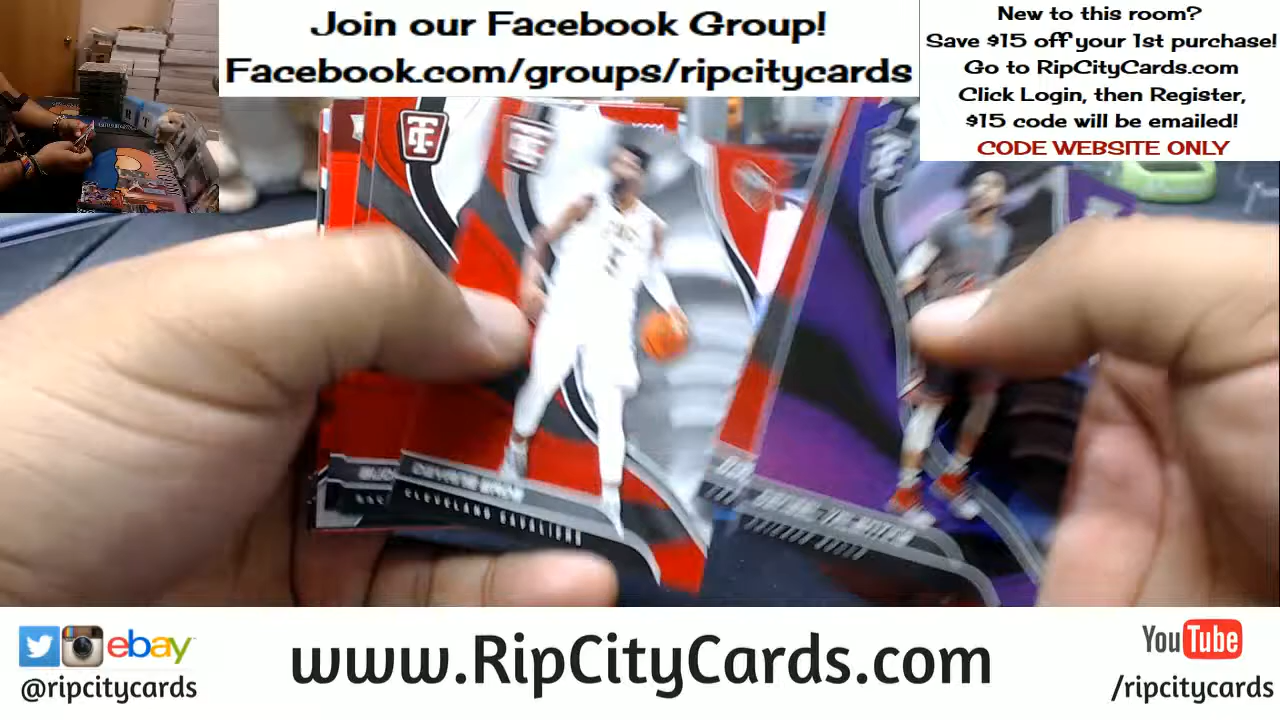 Join our Facebook Group!
Facebook.com/groups/ripcitycards
New to this room?
Save $15 off your 1st purchase!
Go to RipCityCards.com
Click Login, then Register,
$15 code will be emailed!
CODE WEBSITE ONLY
CLEVELAND CAVALIERS
ebay
@ripcitycards
www.RipCityCards.com
YouTube
/ripcitycards